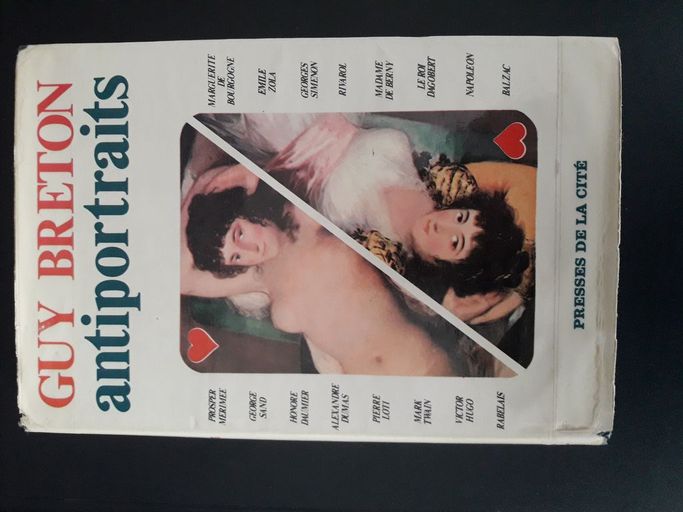 GUY BRETON
antiportraits
PROSPER
MERIMEE
GEORGE
SAND
HONORE
DAUMIER
ALEXANDRE
DUMAS
PIERRE
LOTI
MARK
TWAIN
VICTOR
HUGO
RABELAIS
MARGUERITE
DE
BOURGOGNE
EMILE
ZOLA
GEORGES
SIMENON
RIVAROL
MADAME
DE BERNY
LE ROI
DAGOBERT
NAPOLEON
BALZAC
PRESSES DE LA CITÉ